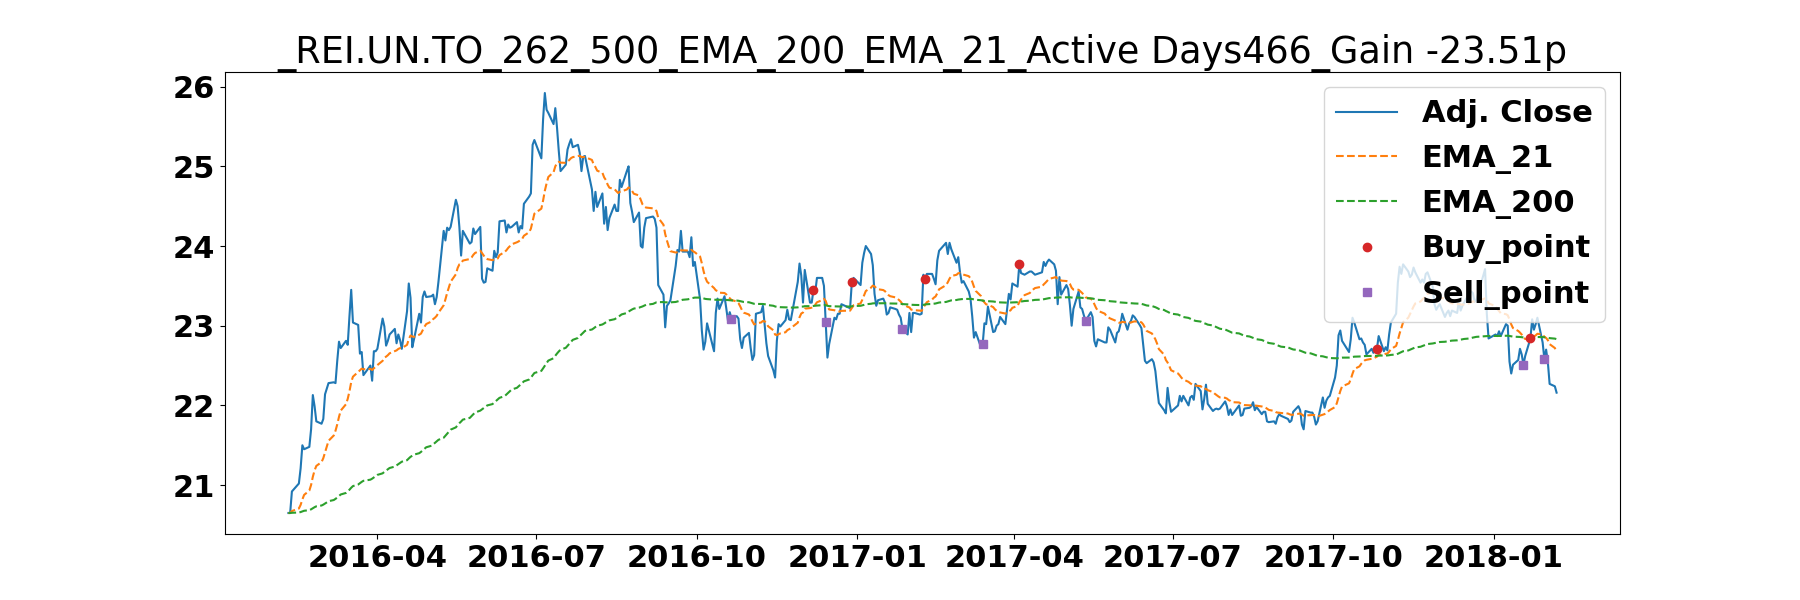 _REI.UN.TO_262_500_EMA_200_EMA_21_Active Days466_Gain -23.51p
26
25
24
23
22
21
Adj. Close
EMA_21
EMA_200
Buy_point
Sell_point
2016-04 2016-07 2016-10 2017-01 2017-04 2017-07 2017-10 2018-01